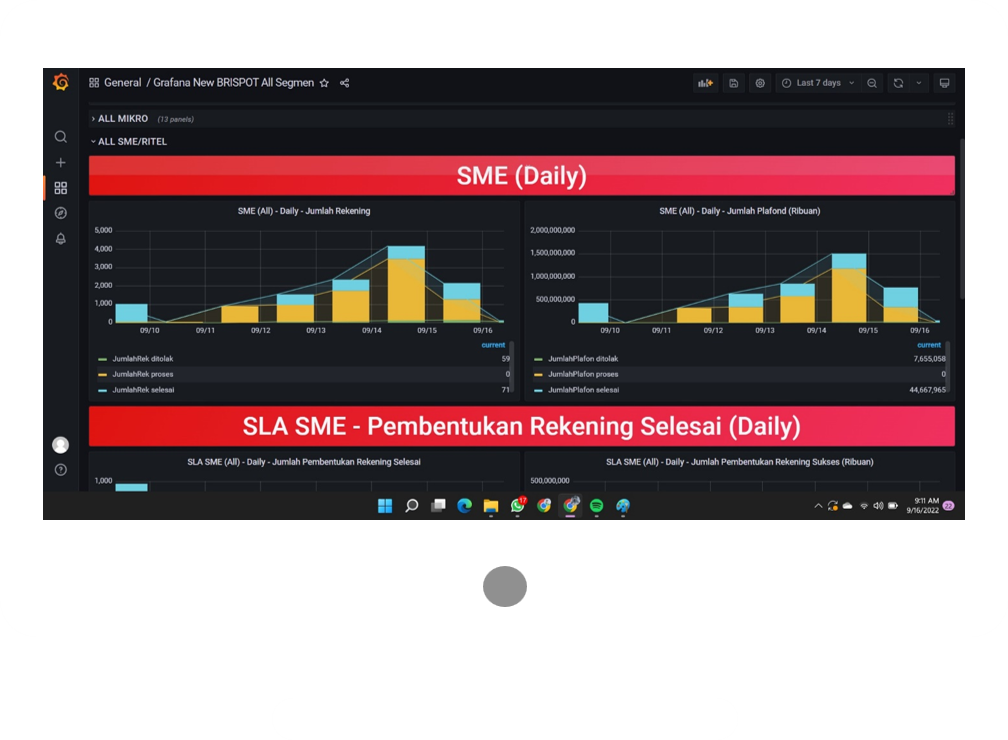 General / Grafana New BRISPOT All Segmen
Last 7 days
ALL MIKRO (13 panels)
ALL SME/RITEL
SME (Daily)
SME (All) - Daily - Jumlah Rekening
5,000
4,000
3,000
2,000
1,000
0
09/10 09/11 09/12 09/13 09/14 09/15 09/16
current
JumlahRek ditolak 59
JumlahRek proses 0
JumlahRek selesai 71
SME (All) - Daily - Jumlah Plafond (Ribuan)
2,000,000,000
1,500,000,000
1,000,000,000
500,000,000
0
09/10 09/11 09/12 09/13 09/14 09/15 09/16
current
JumlahPlafon ditolak 7,655,058
JumlahPlafon proses 0
JumlahPlafon selesai 44,667,965
SLA SME - Pembentukan Rekening Selesai (Daily)
SLA SME (All) - Daily - Jumlah Pembentukan Rekening Selesai
1,000
SLA SME (All) - Daily - Jumlah Pembentukan Rekening Sukses (Ribuan)
500,000,000
17
9:11 AM
9/16/2022
22